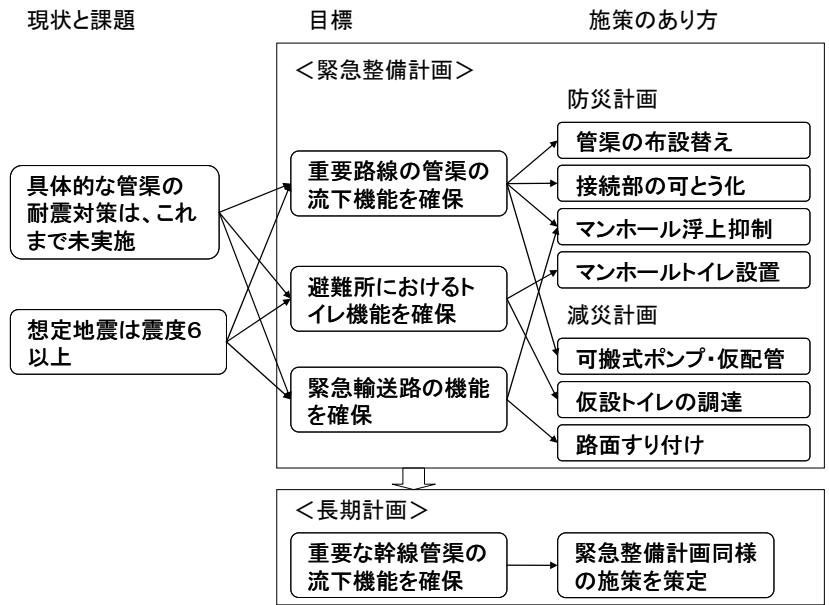 現状と課題
目標
施策のあり方
＜緊急整備計画＞
防災計画
管渠の布設替え
重要路線の管渠の
流下機能を確保
接続部の可とう化
具体的な管渠の
耐震対策は、これ
まで未実施
マンホール浮上抑制
マンホールトイレ設置
避難所におけるト
イレ機能を確保
想定地震は震度６
以上
減災計画
可搬式ポンプ・仮配管
緊急輸送路の機能
を確保
仮設トイレの調達
路面すり付け
＜長期計画＞
重要な幹線管渠の
流下機能を確保
緊急整備計画同様
の施策を策定